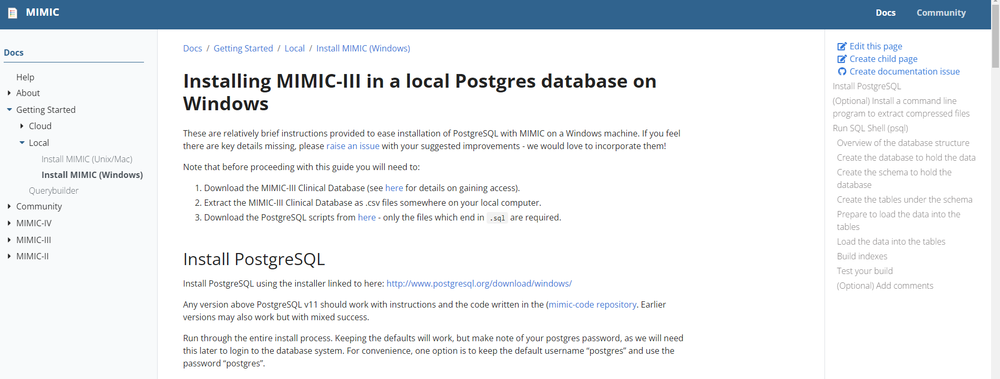 MIMIC
Docs
Community
Docs
Help
About
Getting Started
Cloud
Local
Install MIMIC (Unix/Mac)
Install MIMIC (Windows)
Querybuilder
Community
MIMIC-IV
MIMIC-III
MIMIC-II
Docs / Getting Started / Local / Install MIMIC (Windows)
Installing MIMIC-III in a local Postgres database on
Windows
These are relatively brief instructions provided to ease installation of PostgreSQL with MIMIC on a Windows machine. If you feel
there are key details missing, please raise an issue with your suggested improvements - we would love to incorporate them!
Note that before proceeding with this guide you will need to:
1. Download the MIMIC-III Clinical Database (see here for details on gaining access).
2. Extract the MIMIC-III Clinical Database as .csv files somewhere on your local computer.
3. Download the PostgreSQL scripts from here - only the files which end in .sql are required.
Install PostgreSQL
Install PostgreSQL using the installer linked to here: http://www.postgresql.org/download/windows/
Any version above PostgreSQL v11 should work with instructions and the code written in the (mimic-code repository. Earlier
versions may also work but with mixed success.
Run through the entire install process. Keeping the defaults will work, but make note of your postgres password, as we will need
this later to login to the database system. For convenience, one option is to keep the default username “postgres” and use the
password “postgres”.
Edit this page
Create child page
Create documentation issue
Install PostgreSQL
(Optional) Install a command line
program to extract compressed files
Run SQL Shell (psql)
Overview of the database structure
Create the database to hold the data
Create the schema to hold the
database
Create the tables under the schema
Prepare to load the data into the
tables
Load the data into the tables
Build indexes
Test your build
(Optional) Add comments